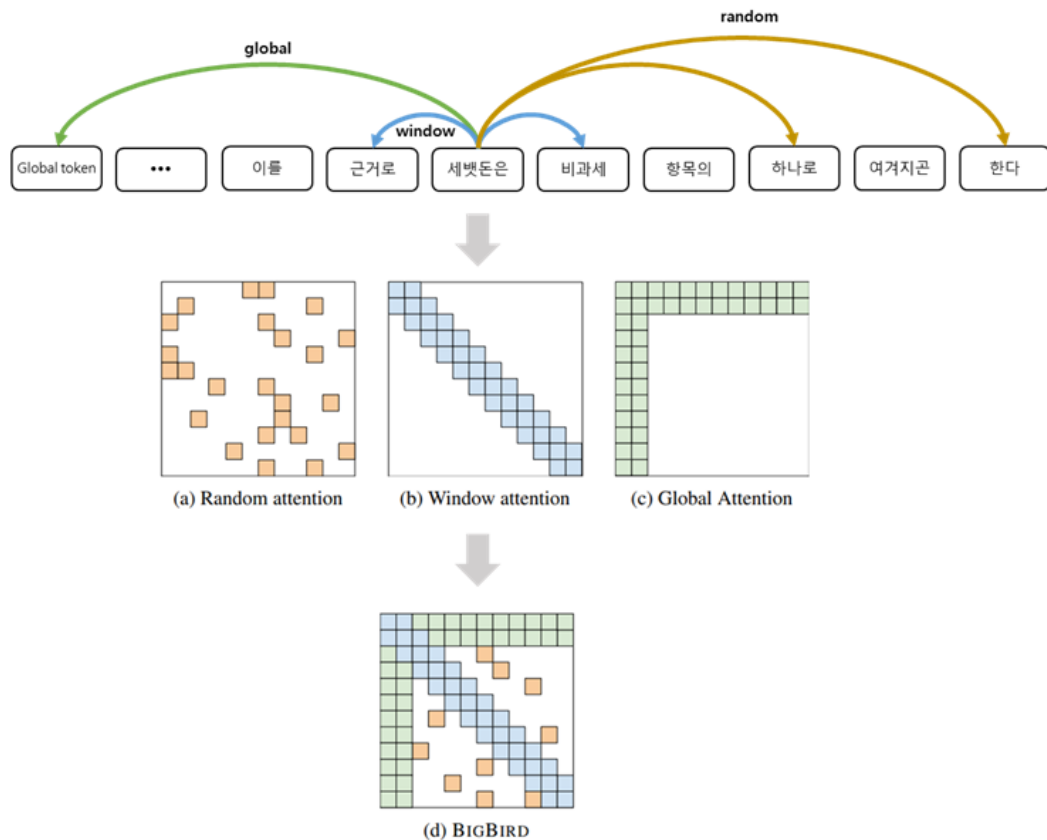 random
global
window
Global token ••• 이를 근거로 세뱃돈은 비과세 항목의 하나로 여겨지곤 한다
(a) Random attention (b) Window attention (c) Global Attention
(d) BIGBIRD